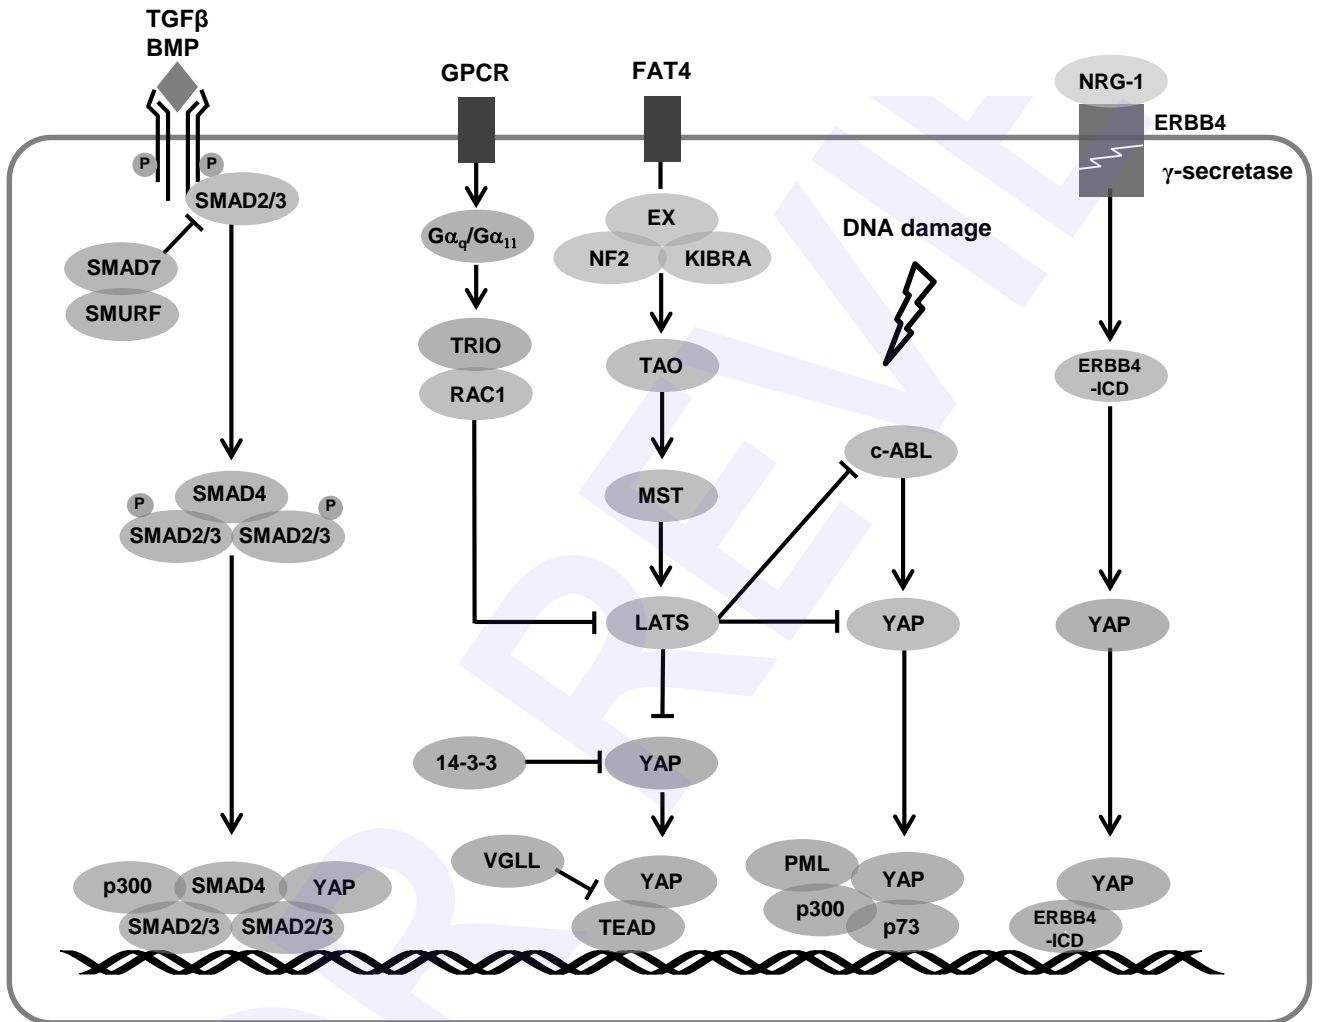 TGFβ
BMP
GPCR
FAT4
NRG-1
ERBB4
γ-secretase
P
P
SMAD2/3
SMAD7
SMURF
Gαq/Gα11
EX
NF2
KIBRA
DNA damage
TRIO
RAC1
TAO
ERBB4
-ICD
c-ABL
MST
P
SMAD4
P
SMAD2/3
SMAD2/3
LATS
YAP
YAP
14-3-3
YAP
VGLL
YAP
TEAD
PML
YAP
p300
p73
YAP
ERBB4
-ICD
p300
SMAD4
YAP
SMAD2/3
SMAD2/3
R REVIE